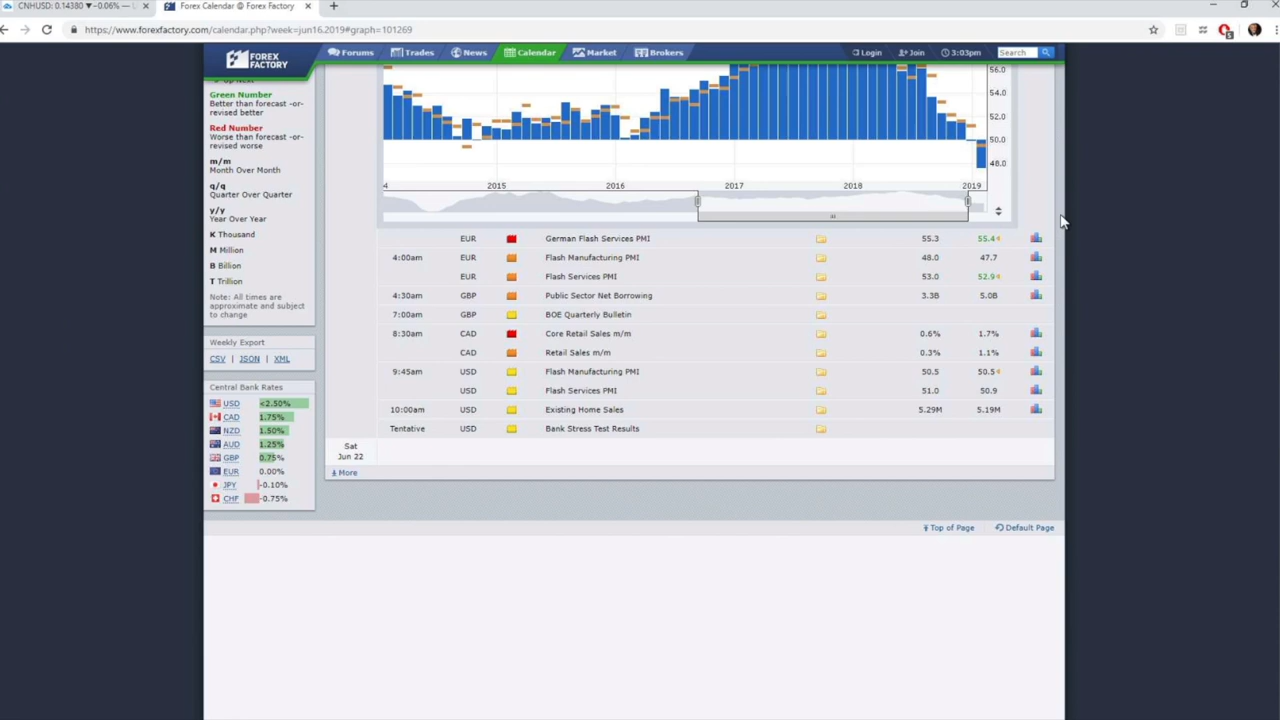 CNHUSD: 0.14380 ▼−0.06% —
Forex Calendar @ Forex Factory
https://www.forexfactory.com/calendar.php?week=jun16.2019#graph=101269
FOREX
FACTORY
Forums
Trades
News
Calendar
Market
Brokers
Login
Join
3:03pm
Search
Up Next
Green Number
Better than forecast -or-
revised better
Red Number
Worse than forecast -or-
revised worse
m/m
Month Over Month
q/q
Quarter Over Quarter
y/y
Year Over Year
K Thousand
M Million
B Billion
T Trillion
Note: All times are
approximate and subject
to change
Weekly Export
CSV | JSON | XML
Central Bank Rates
USD <2.50%
CAD 1.75%
NZD 1.50%
AUD 1.25%
GBP 0.75%
EUR 0.00%
JPY -0.10%
CHF -0.75%
56.0
54.0
52.0
50.0
48.0
4 2015 2016 2017 2018 2019
EUR German Flash Services PMI 55.3 55.4
4:00am EUR Flash Manufacturing PMI 48.0 47.7
EUR Flash Services PMI 53.0 52.9
4:30am GBP Public Sector Net Borrowing 3.3B 5.0B
7:00am GBP BOE Quarterly Bulletin
8:30am CAD Core Retail Sales m/m 0.6% 1.7%
CAD Retail Sales m/m 0.3% 1.1%
9:45am USD Flash Manufacturing PMI 50.5 50.5
USD Flash Services PMI 51.0 50.9
10:00am USD Existing Home Sales 5.29M 5.19M
Tentative USD Bank Stress Test Results
Sat
Jun 22
More
Top of Page
Default Page